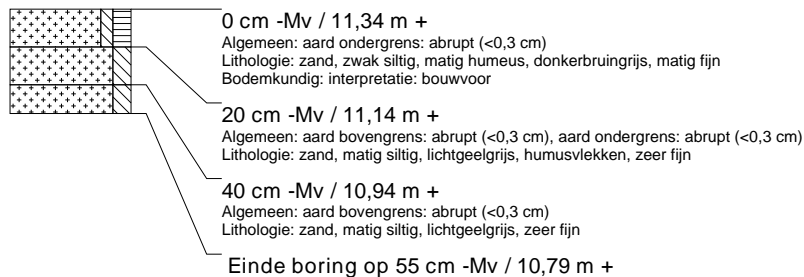 0 cm -Mv / 11,34 m +
Algemeen: aard ondergrens: abrupt (<0,3 cm)
Lithologie: zand, zwak siltig, matig humeus, donkerbruingrijs, matig fijn
Bodemkundig: interpretatie: bouwvoor
20 cm -Mv / 11,14 m +
Algemeen: aard bovengrens: abrupt (<0,3 cm), aard ondergrens: abrupt (<0,3 cm)
Lithologie: zand, matig siltig, lichtgeelgrijs, humusvlekken, zeer fijn
40 cm -Mv / 10,94 m +
Algemeen: aard bovengrens: abrupt (<0,3 cm)
Lithologie: zand, matig siltig, lichtgeelgrijs, zeer fijn
Einde boring op 55 cm -Mv / 10,79 m +